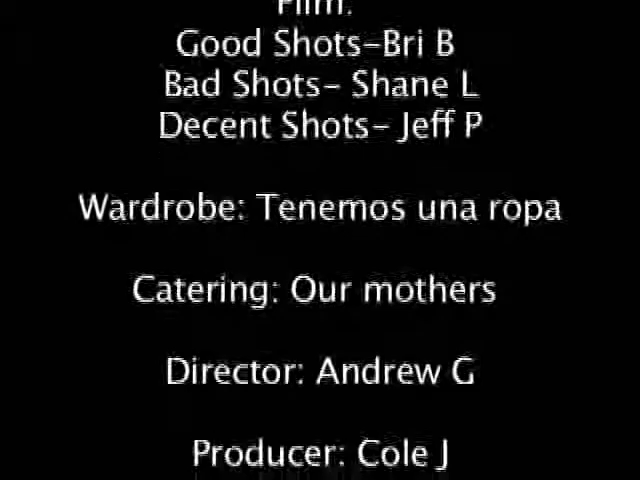 Film:
Good Shots-Bri B
Bad Shots- Shane L
Decent Shots- Jeff P
Wardrobe: Tenemos una ropa
Catering: Our mothers
Director: Andrew G
Producer: Cole J